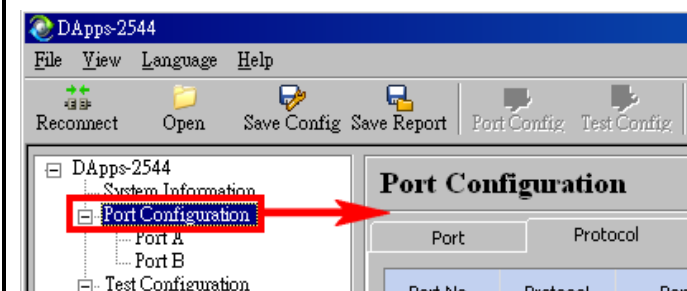 DApps-2544
File View Language Help
Reconnect Open Save Config Save Report Port Config Test Config
DApps-2544
System Information
Port Configuration
Port A
Port B
Test Configuration
Port Configuration
Port Protocol
Port No Protocol